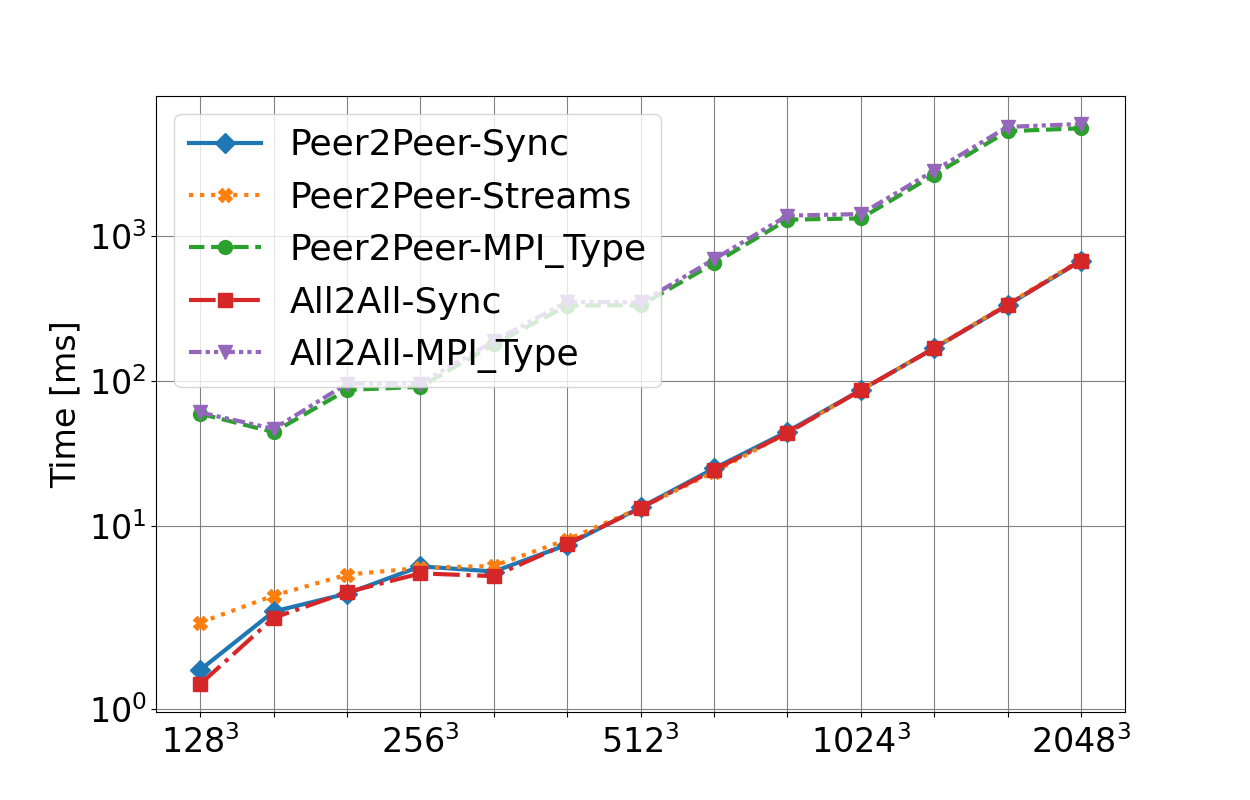 Peer2Peer-Sync
Peer2Peer-Streams
Peer2Peer-MPI_Type
All2All-Sync
All2All-MPI_Type
Time [ms]
10³
10²
10¹
10⁰
128³ 256³ 512³ 1024³ 2048³